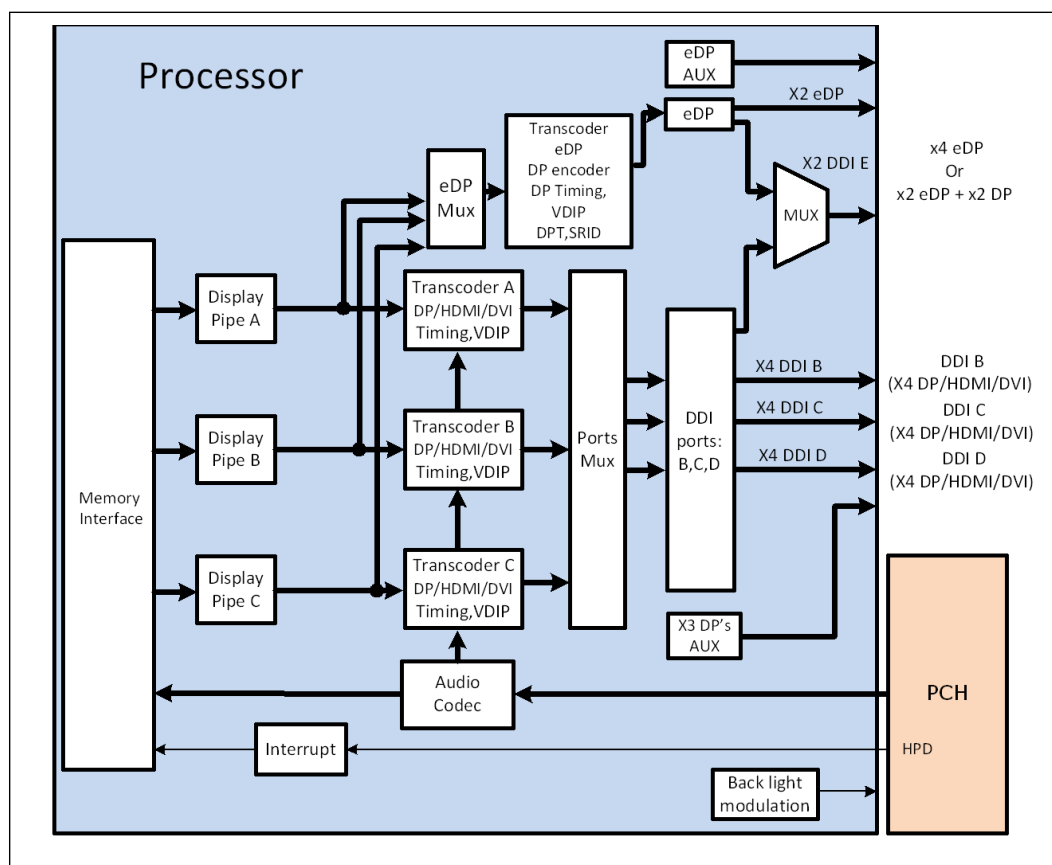 Processor
eDP
AUX
X2 eDP
eDP
Transcoder
eDP
DP encoder
DP Timing,
VDIP
DPT,SRID
eDP
Mux
X2 DDI E
MUX
x4 eDP
Or
x2 eDP + x2 DP
Memory
Interface
Display
Pipe A
Transcoder A
DP/HDMI/DVI
Timing,VDIP
Display
Pipe B
Transcoder B
DP/HDMI/DVI
Timing,VDIP
Display
Pipe C
Transcoder C
DP/HDMI/DVI
Timing,VDIP
Ports
Mux
DDI
ports:
B,C,D
X4 DDI B
X4 DDI C
X4 DDI D
DDI B
(X4 DP/HDMI/DVI)
DDI C
(X4 DP/HDMI/DVI)
DDI D
(X4 DP/HDMI/DVI)
X3 DP's
AUX
Audio
Codec
PCH
Interrupt
HPD
Back light
modulation